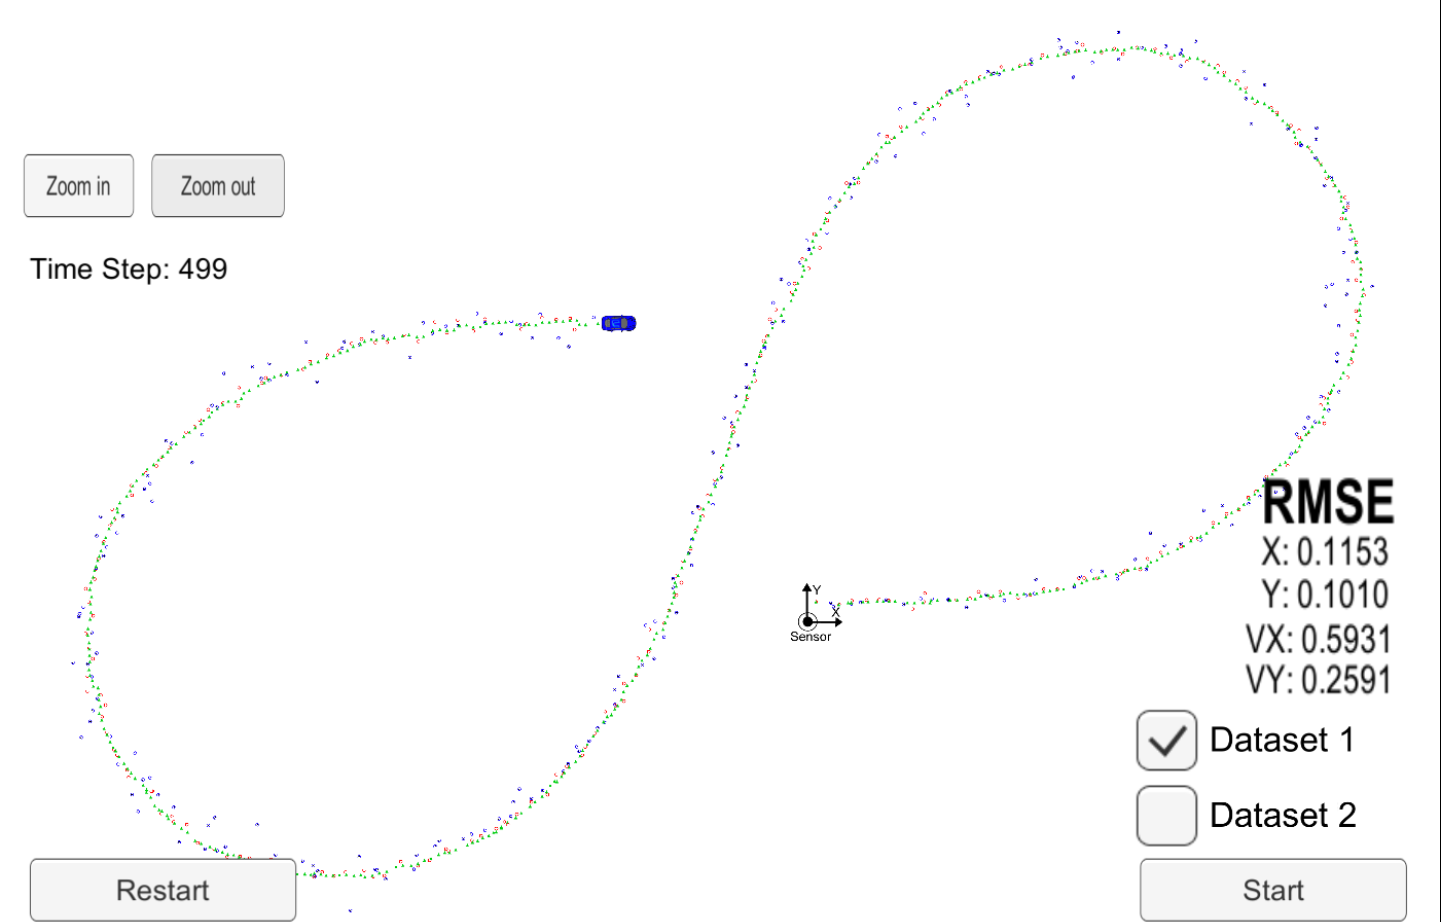 Zoom in
Zoom out
Time Step: 499
Y
X
Sensor
RMSE
X: 0.1153
Y: 0.1010
VX: 0.5931
VY: 0.2591
Dataset 1
Dataset 2
Restart
Start